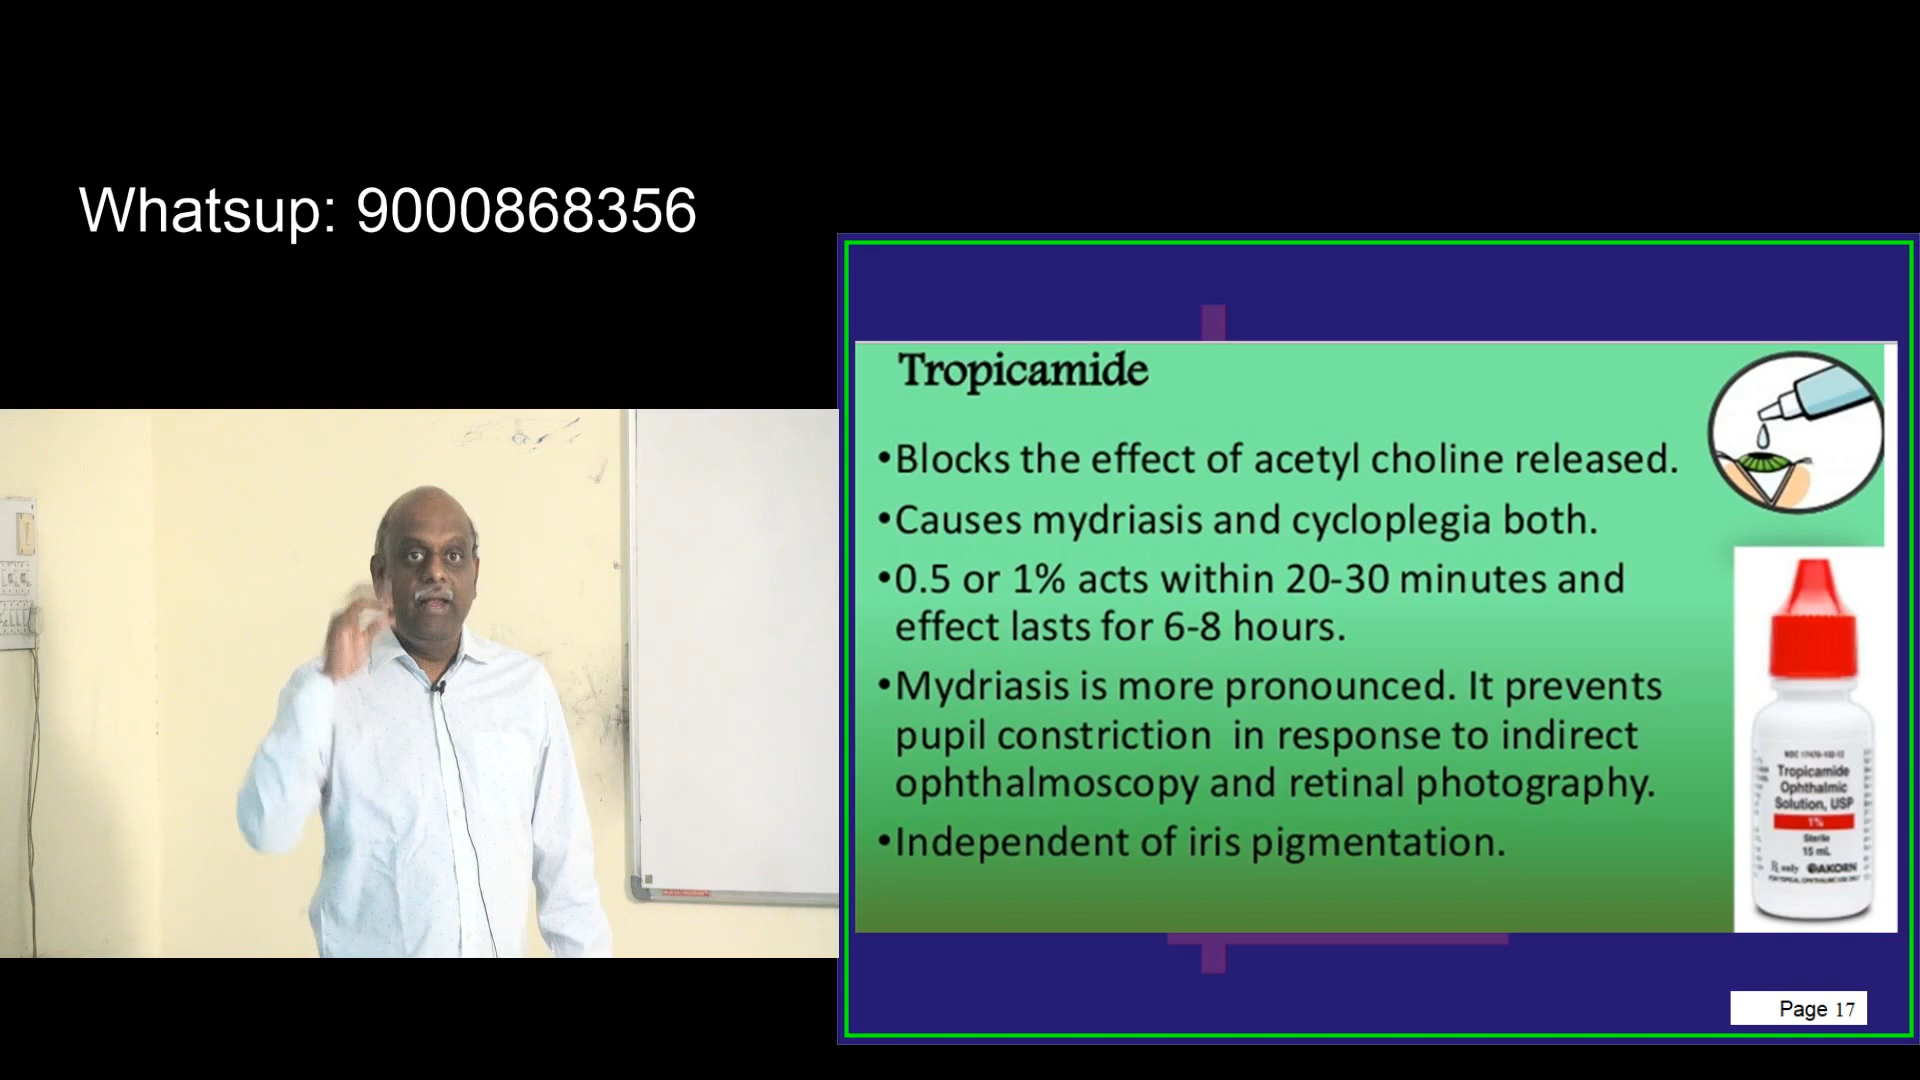 Whatsup: 9000868356
Tropicamide
•Blocks the effect of acetyl choline released.
•Causes mydriasis and cycloplegia both.
•0.5 or 1% acts within 20-30 minutes and
effect lasts for 6-8 hours.
•Mydriasis is more pronounced. It prevents
pupil constriction in response to indirect
ophthalmoscopy and retinal photography.
•Independent of iris pigmentation.
Tropicamide
Ophthalmic
Solution, USP
1%
Sterile
15 mL
Rx only AKORN
Page 17